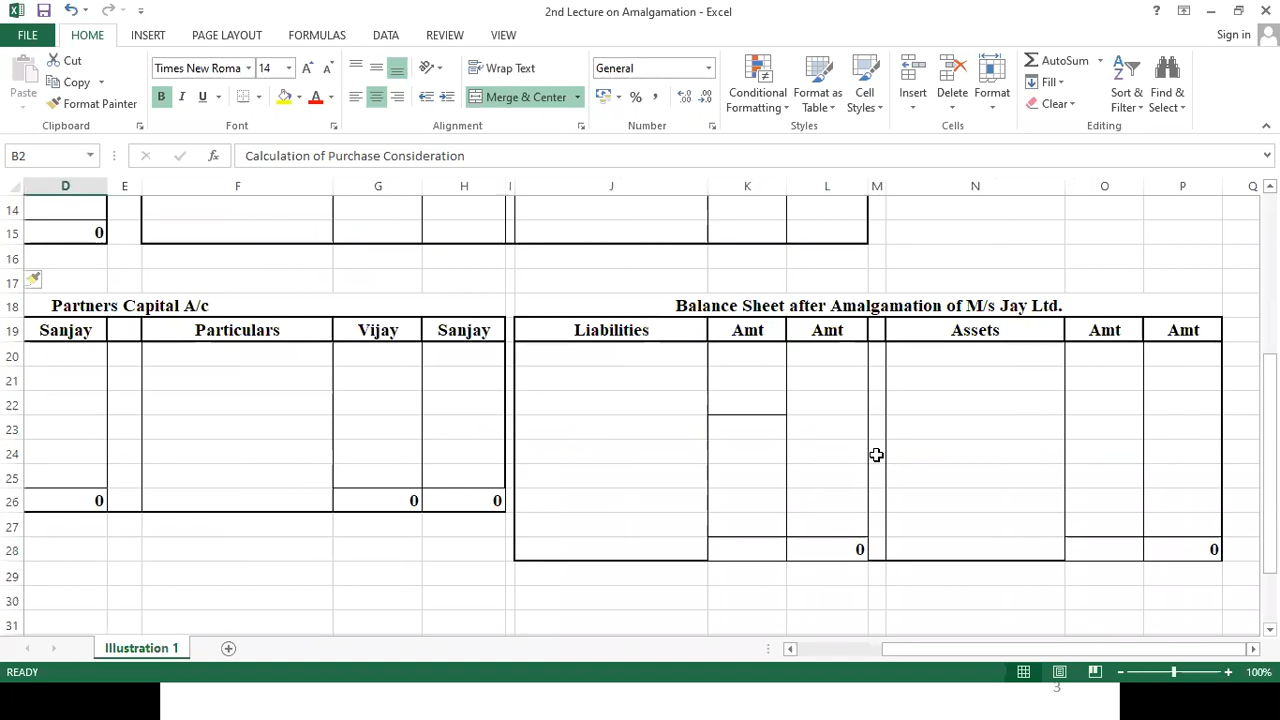 2nd Lecture on Amalgamation - Excel
?
FILE HOME INSERT PAGE LAYOUT FORMULAS DATA REVIEW VIEW Sign in
Paste
Cut
Copy
Format Painter
Clipboard
Times New Roma 14
B I U
Font
Wrap Text
Merge & Center
Alignment
General
% ,
Number
Conditional Formatting
Format as Table
Cell Styles
Styles
Insert
Delete
Format
Cells
AutoSum
Fill
Clear
Sort & Filter
Find & Select
Editing
B2 fx Calculation of Purchase Consideration
D E F G H I J K L M N O P Q
14
15 0
16
17
18 Partners Capital A/c Balance Sheet after Amalgamation of M/s Jay Ltd.
19 Sanjay Particulars Vijay Sanjay Liabilities Amt Amt Assets Amt Amt
20
21
22
23
24
25
26 0 0 0
27
28 0 0
29
30
31
Illustration 1
READY 100%
3